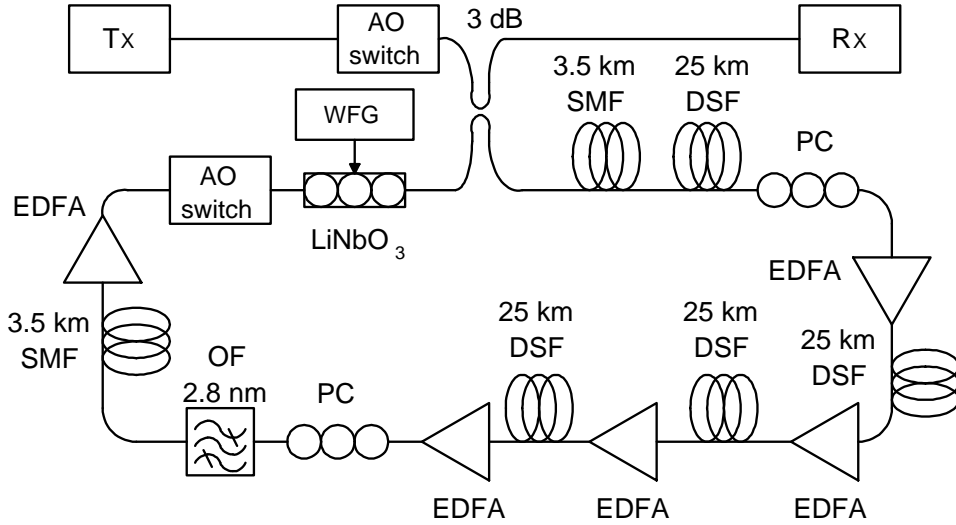 Tx
AO
switch
3 dB
Rx
3.5 km
SMF
25 km
DSF
PC
WFG
AO
switch
LiNbO3
EDFA
EDFA
3.5 km
SMF
OF
2.8 nm
PC
25 km
DSF
25 km
DSF
25 km
DSF
EDFA
EDFA
EDFA